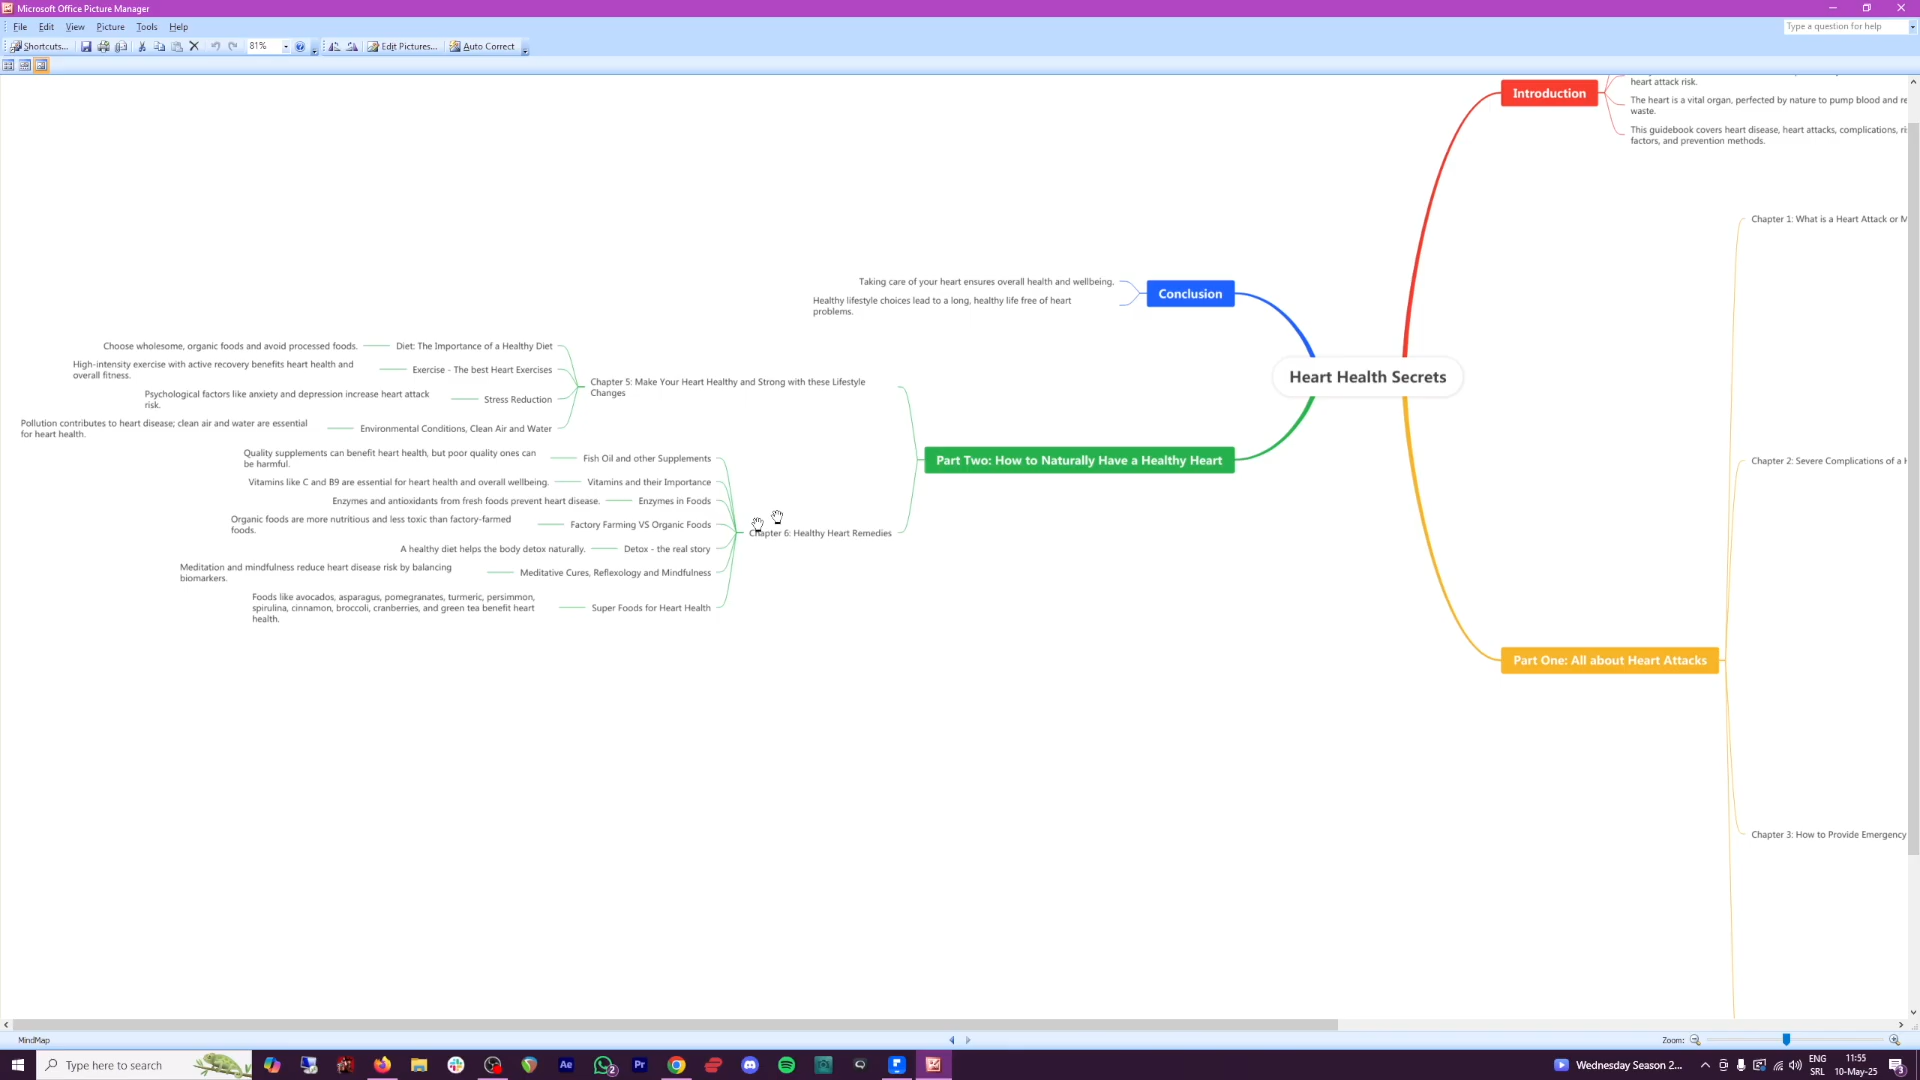 Microsoft Office Picture Manager
File Edit View Picture Tools Help
Type a question for help
Shortcuts... 81% Edit Pictures... Auto Correct
heart attack risk.
Introduction
The heart is a vital organ, perfected by nature to pump blood and re
waste.
This guidebook covers heart disease, heart attacks, complications, ri
factors, and prevention methods.
Chapter 1: What is a Heart Attack or M
Taking care of your heart ensures overall health and wellbeing.
Conclusion
Healthy lifestyle choices lead to a long, healthy life free of heart
problems.
Heart Health Secrets
Choose wholesome, organic foods and avoid processed foods.
Diet: The Importance of a Healthy Diet
High-intensity exercise with active recovery benefits heart health and
overall fitness.
Exercise - The best Heart Exercises
Psychological factors like anxiety and depression increase heart attack
risk.
Stress Reduction
Pollution contributes to heart disease; clean air and water are essential
for heart health.
Environmental Conditions, Clean Air and Water
Chapter 5: Make Your Heart Healthy and Strong with these Lifestyle
Changes
Part Two: How to Naturally Have a Healthy Heart
Quality supplements can benefit heart health, but poor quality ones can
be harmful.
Fish Oil and other Supplements
Vitamins like C and B9 are essential for heart health and overall wellbeing.
Vitamins and their Importance
Enzymes and antioxidants from fresh foods prevent heart disease.
Enzymes in Foods
Organic foods are more nutritious and less toxic than factory-farmed
foods.
Factory Farming VS Organic Foods
A healthy diet helps the body detox naturally.
Detox - the real story
Meditation and mindfulness reduce heart disease risk by balancing
biomarkers.
Meditative Cures, Reflexology and Mindfulness
Foods like avocados, asparagus, pomegranates, turmeric, persimmon,
spirulina, cinnamon, broccoli, cranberries, and green tea benefit heart
health.
Super Foods for Heart Health
Chapter 6: Healthy Heart Remedies
Chapter 2: Severe Complications of a H
Part One: All about Heart Attacks
Chapter 3: How to Provide Emergency
MindMap
Zoom:
Type here to search
Ae
2
Pr
Wednesday Season 2...
ENG
SRL
11:55
10-May-25
3